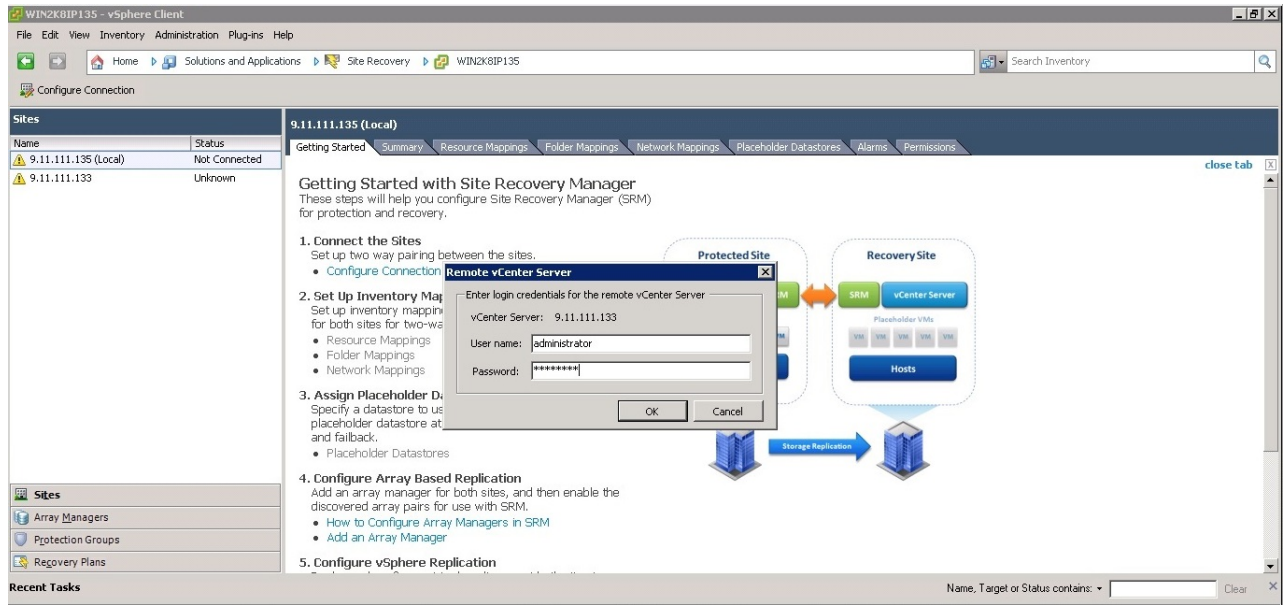 WIN2K8IP135 - vSphere Client
File Edit View Inventory Administration Plug-ins Help
Home Solutions and Applications Site Recovery WIN2K8IP135
Search Inventory
Configure Connection
Sites
Name Status
9.11.111.135 (Local) Not Connected
9.11.111.133 Unknown
Sites
Array Managers
Protection Groups
Recovery Plans
9.11.111.135 (Local)
Getting Started Summary Resource Mappings Folder Mappings Network Mappings Placeholder Datastores Alarms Permissions
close tab
Getting Started with Site Recovery Manager
These steps will help you configure Site Recovery Manager (SRM)
for protection and recovery.
1. Connect the Sites
Set up two way pairing between the sites.
• Configure Connection
2. Set Up Inventory Map
Set up inventory mappin
for both sites for two-wa
• Resource Mappings
• Folder Mappings
• Network Mappings
3. Assign Placeholder D
Specify a datastore to us
placeholder datastore at
and failback.
• Placeholder Datastores
4. Configure Array Based Replication
Add an array manager for both sites, and then enable the
discovered array pairs for use with SRM.
• How to Configure Array Managers in SRM
• Add an Array Manager
5. Configure vSphere Replication
Remote vCenter Server
Enter login credentials for the remote vCenter Server
vCenter Server: 9.11.111.133
User name: administrator
Password: ********
OK Cancel
Protected Site
Recovery Site
SRM vCenter Server
Placeholder VMs
VM VM VM VM VM
Hosts
Storage Replication
Recent Tasks
Name, Target or Status contains:
Clear